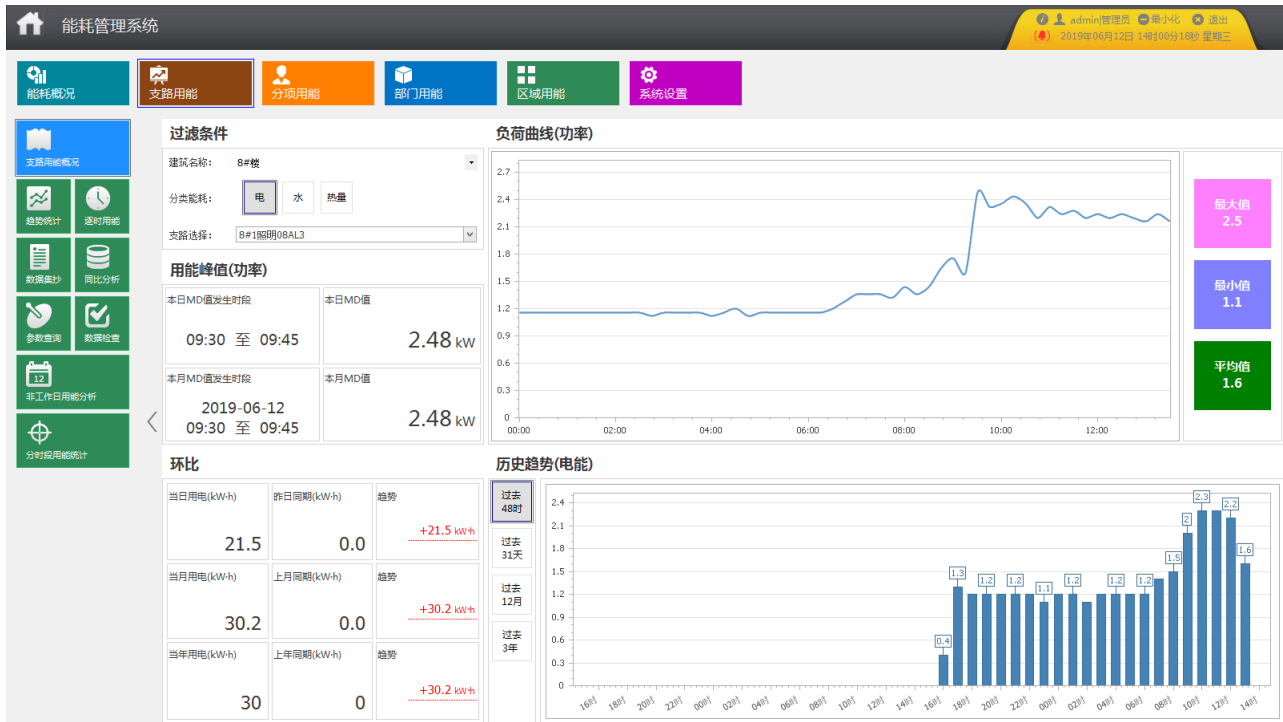 能耗管理系统
admin|管理员 最小化 退出
2019年06月12日 14时00分18秒 星期三
能耗概况
支路用能
分项用能
部门用能
区域用能
系统设置
支路用能概况
趋势统计
逐时用能
数据集抄
同比分析
参数查询
数据检查
12
非工作日用能分析
分时段用能统计
过滤条件
建筑名称: 8#楼
分类能耗: 电 水 热量
支路选择: 8#1照明08AL3
用能峰值(功率)
本日MD值发生时段
09:30 至 09:45
本日MD值
2.48 kW
本月MD值发生时段
2019-06-12
09:30 至 09:45
本月MD值
2.48 kW
负荷曲线(功率)
2.7
2.4
2.1
1.8
1.5
1.2
0.9
0.6
0.3
0
00:00 02:00 04:00 06:00 08:00 10:00 12:00
最大值
2.5
最小值
1.1
平均值
1.6
环比
当日用电(kW·h) 昨日同期(kW·h) 趋势
21.5 0.0 +21.5 kW·h
当月用电(kW·h) 上月同期(kW·h) 趋势
30.2 0.0 +30.2 kW·h
当年用电(kW·h) 上年同期(kW·h) 趋势
30 0 +30.2 kW·h
历史趋势(电能)
过去
48时
过去
31天
过去
12月
过去
3年
2.4
2.1
1.8
1.5
1.2
0.9
0.6
0.3
0
0.4 1.3 1.2 1.2 1.1 1.2 1.2 1.2 1.5 2 2.3 2.2 1.6
16时 18时 20时 22时 00时 02时 04时 06时 08时 10时 12时 14时 16时 18时 20时 22时 00时 02时 04时 06时 08时 10时 12时 14时